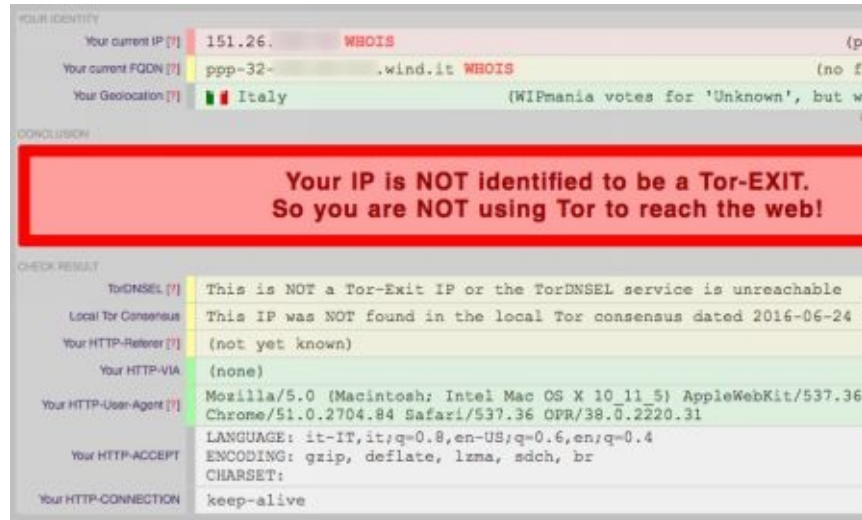 YOUR IDENTITY
Your current IP [?] 151.26. WHOIS (p
Your current FQDN [?] ppp-32- .wind.it WHOIS (no f
Your Geolocation [?] Italy (WIPmania votes for 'Unknown', but w
CONCLUSION
Your IP is NOT identified to be a Tor-EXIT.
So you are NOT using Tor to reach the web!
CHECK RESULT
TorDNSEL [?] This is NOT a Tor-Exit IP or the TorDNSEL service is unreachable
Local Tor Consensus This IP was NOT found in the local Tor consensus dated 2016-06-24
Your HTTP-Referer [?] (not yet known)
Your HTTP-VIA (none)
Your HTTP-User-Agent [?] Mozilla/5.0 (Macintosh; Intel Mac OS X 10_11_5) AppleWebKit/537.36
Chrome/51.0.2704.84 Safari/537.36 OPR/38.0.2220.31
Your HTTP-ACCEPT LANGUAGE: it-IT,it;q=0.8,en-US;q=0.6,en;q=0.4
ENCODING: gzip, deflate, lzma, sdch, br
CHARSET:
Your HTTP-CONNECTION keep-alive